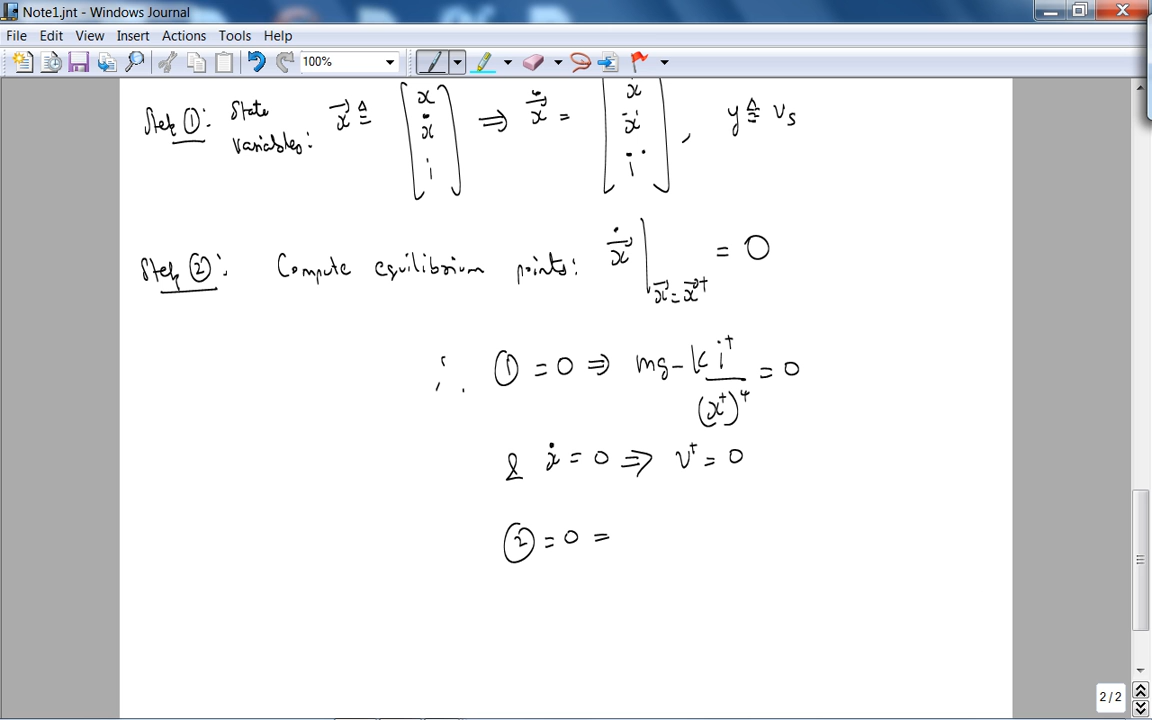 Note1.jnt - Windows Journal
File Edit View Insert Actions Tools Help
100%
Step ①: State variables: x⃗ ≜ [x ẋ i] ⇒ x⃗̇ = [ẋ ẍ i̇], y ≜ vₛ
Step ②: Compute equilibrium points: x⃗̇ |x⃗=x⃗⁺ = 0
∴ ① = 0 ⇒ mg - k i⁺/(x⁺)⁴ = 0
& ẋ = 0 ⇒ v⁺ = 0
② = 0 =
2 / 2